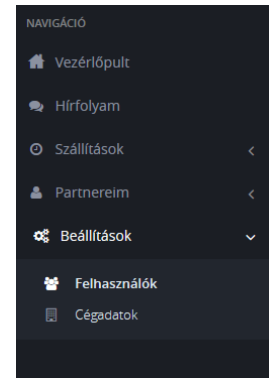 NAVIGÁCIÓ
Vezérlőpult
Hírfolyam
Szállítások
Partnereim
Beállítások
Felhasználók
Cégadatok